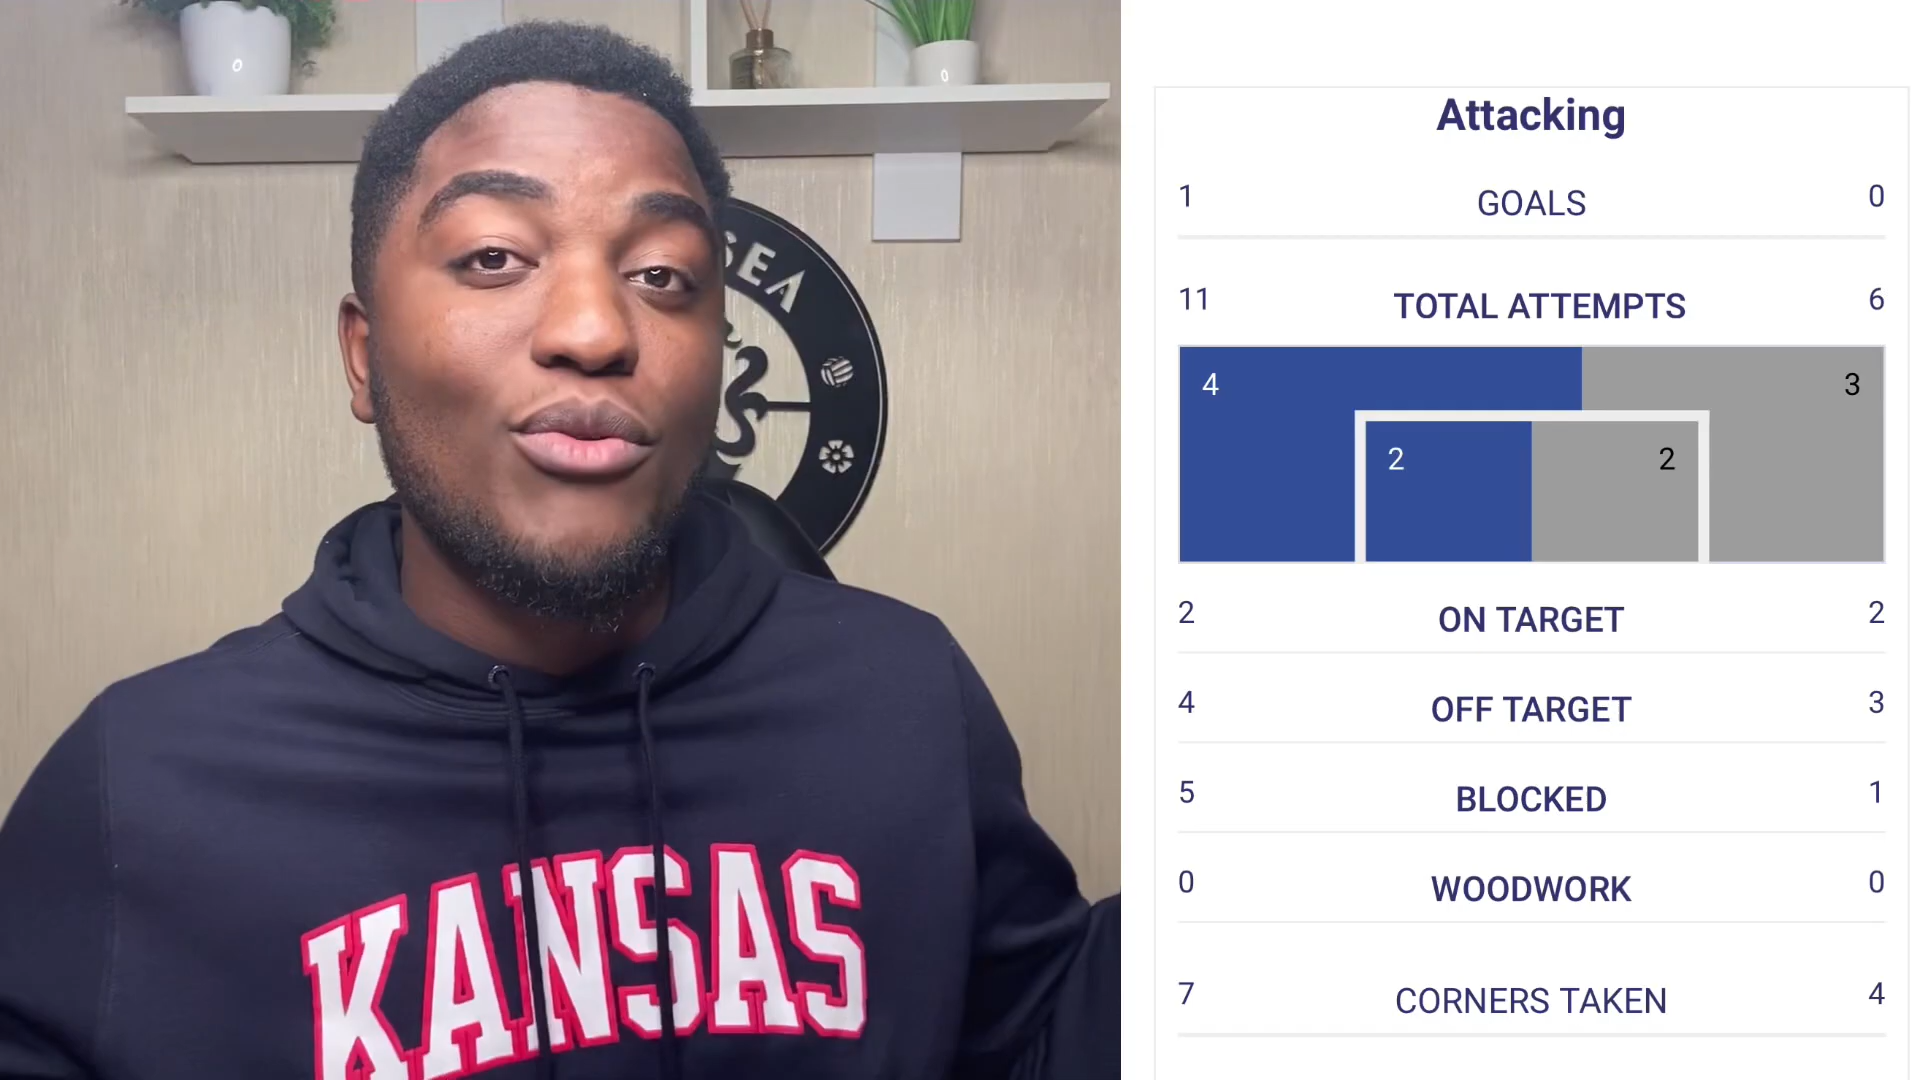 SEA
KANSAS
Attacking
1 GOALS 0
11 TOTAL ATTEMPTS 6
4 3
2 2
2 ON TARGET 2
4 OFF TARGET 3
5 BLOCKED 1
0 WOODWORK 0
7 CORNERS TAKEN 4